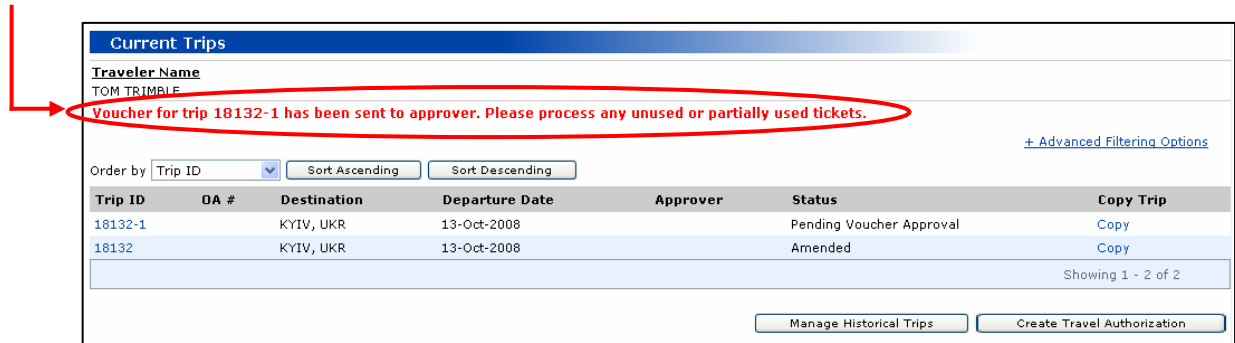 Current Trips
Traveler Name
TOM TRIMBLE
Voucher for trip 18132-1 has been sent to approver. Please process any unused or partially used tickets.
+ Advanced Filtering Options
Order by Trip ID Sort Ascending Sort Descending
Trip ID OA # Destination Departure Date Approver Status Copy Trip
18132-1 KYIV, UKR 13-Oct-2008 Pending Voucher Approval Copy
18132 KYIV, UKR 13-Oct-2008 Amended Copy
Showing 1 - 2 of 2
Manage Historical Trips Create Travel Authorization